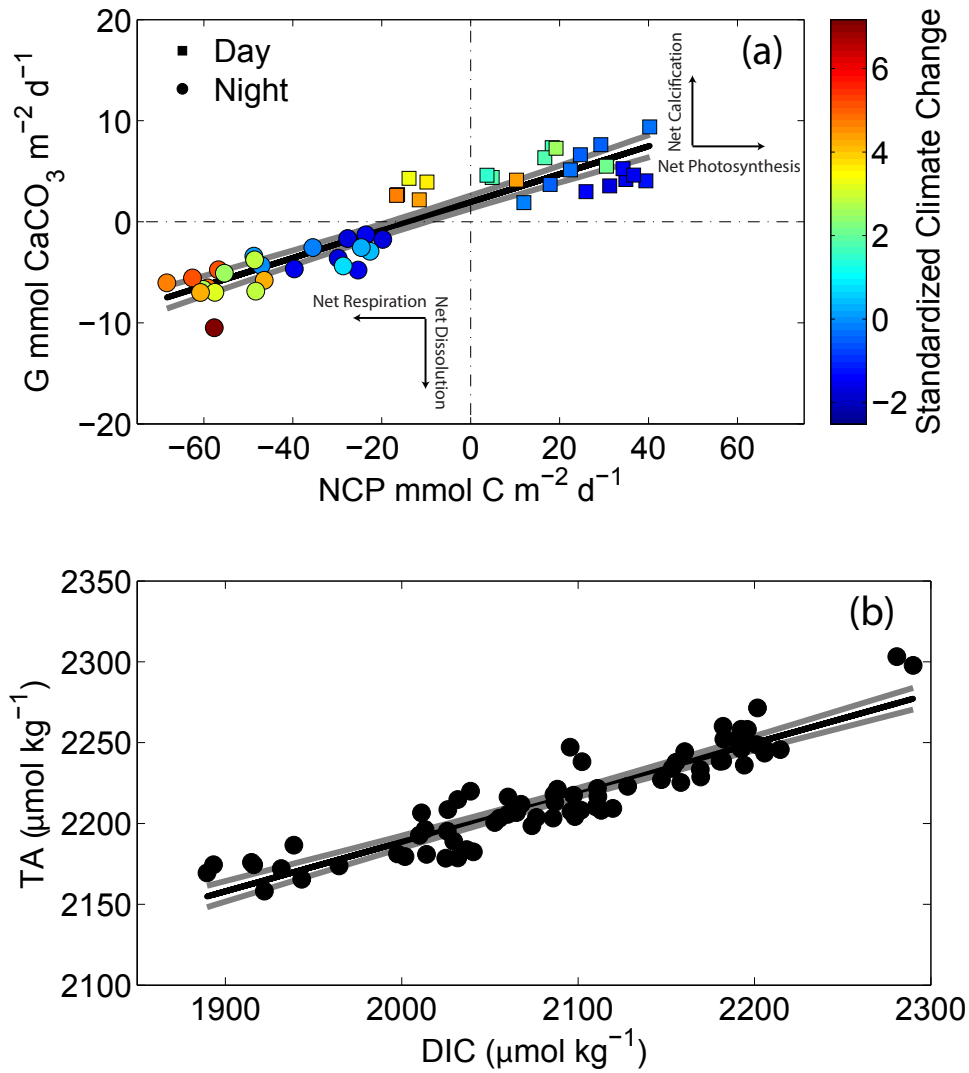 20
10
0
−10
−20
G mmol CaCO3 m−2 d−1
Day
Night
(a)
Net Calcification
Net Photosynthesis
Net Respiration
Net Dissolution
−60 −40 −20 0 20 40 60
NCP mmol C m−2 d−1
6
4
2
0
−2
Standardized Climate Change
2350
2300
2250
2200
2150
2100
TA (µmol kg−1)
(b)
1900 2000 2100 2200 2300
DIC (µmol kg−1)